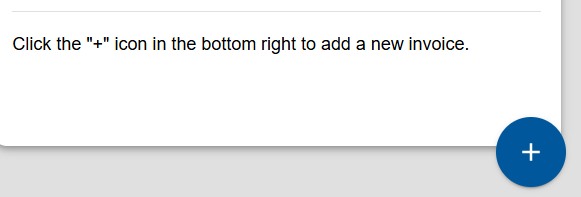 Click the "+" icon in the bottom right to add a new invoice.
+